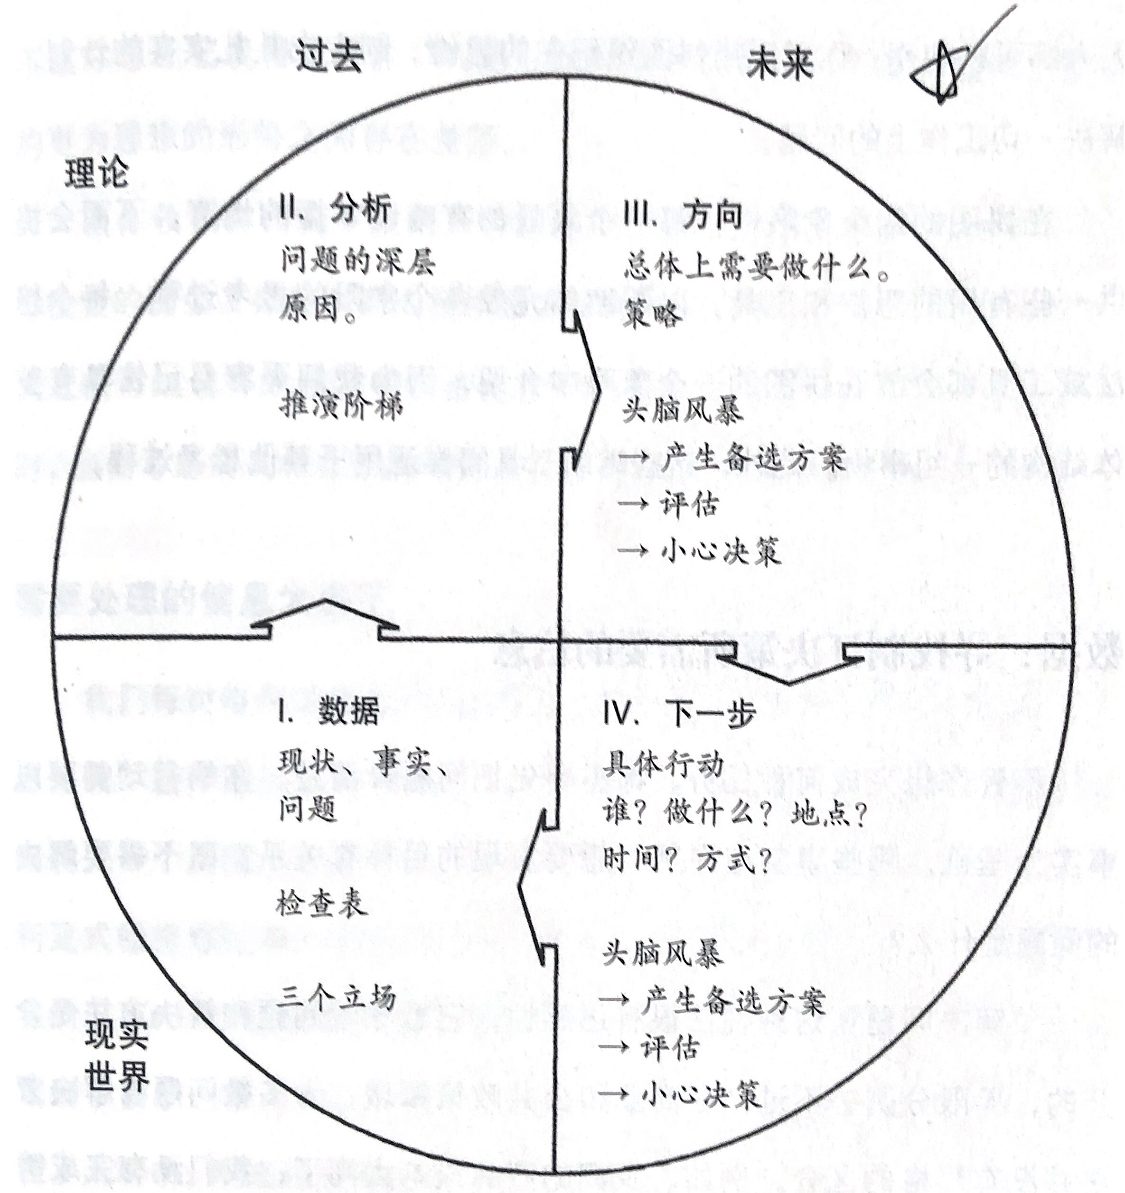 过去
未来
理论
II. 分析
问题的深层
原因。
推演阶梯
III. 方向
总体上需要做什么。
策略
头脑风暴
→ 产生备选方案
→ 评估
→ 小心决策
I. 数据
现状、事实、
问题
检查表
三个立场
现实
世界
IV. 下一步
具体行动
谁？做什么？地点？
时间？方式？
头脑风暴
→ 产生备选方案
→ 评估
→ 小心决策